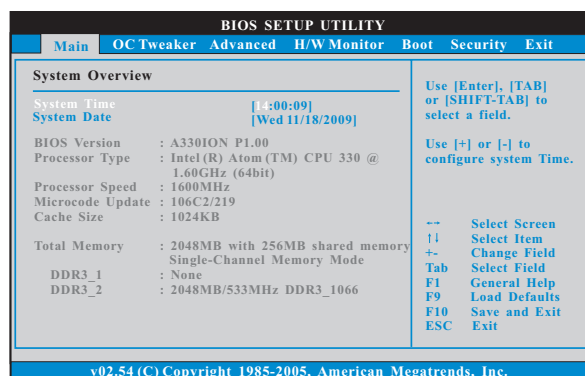 BIOS SETUP UTILITY
Main OC Tweaker Advanced H/W Monitor Boot Security Exit
System Overview
System Time [14:00:09]
System Date [Wed 11/18/2009]
BIOS Version : A330ION P1.00
Processor Type : Intel (R) Atom (TM) CPU 330 @
1.60GHz (64bit)
Processor Speed : 1600MHz
Microcode Update : 106C2/219
Cache Size : 1024KB
Total Memory : 2048MB with 256MB shared memory
Single-Channel Memory Mode
DDR3_1 : None
DDR3_2 : 2048MB/533MHz DDR3_1066
Use [Enter], [TAB]
or [SHIFT-TAB] to
select a field.
Use [+] or [-] to
configure system Time.
←→ Select Screen
↑↓ Select Item
+- Change Field
Tab Select Field
F1 General Help
F9 Load Defaults
F10 Save and Exit
ESC Exit
v02.54 (C) Copyright 1985-2005, American Megatrends, Inc.